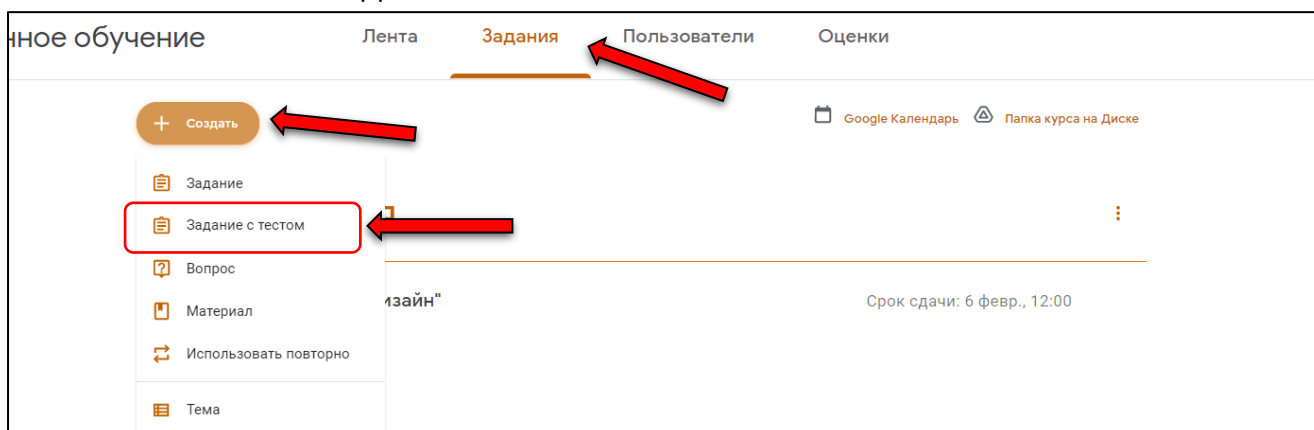 нное обучение Лента Задания Пользователи Оценки
Создать Google Календарь Папка курса на Диске
Задание
Задание с тестом
Вопрос
Материал
изайн" Срок сдачи: 6 февр., 12:00
Использовать повторно
Тема